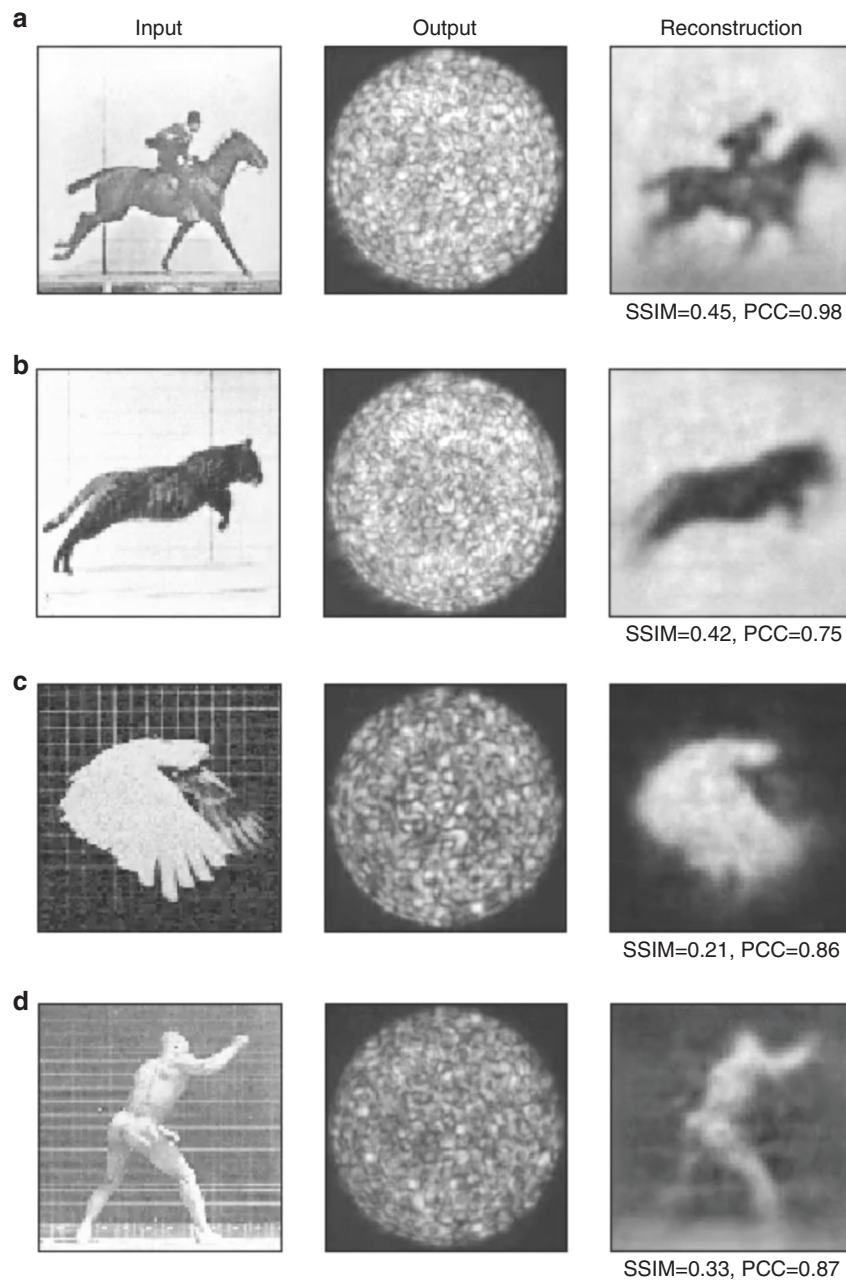 a
Input
Output
Reconstruction
SSIM=0.45, PCC=0.98
b
SSIM=0.42, PCC=0.75
c
SSIM=0.21, PCC=0.86
d
SSIM=0.33, PCC=0.87